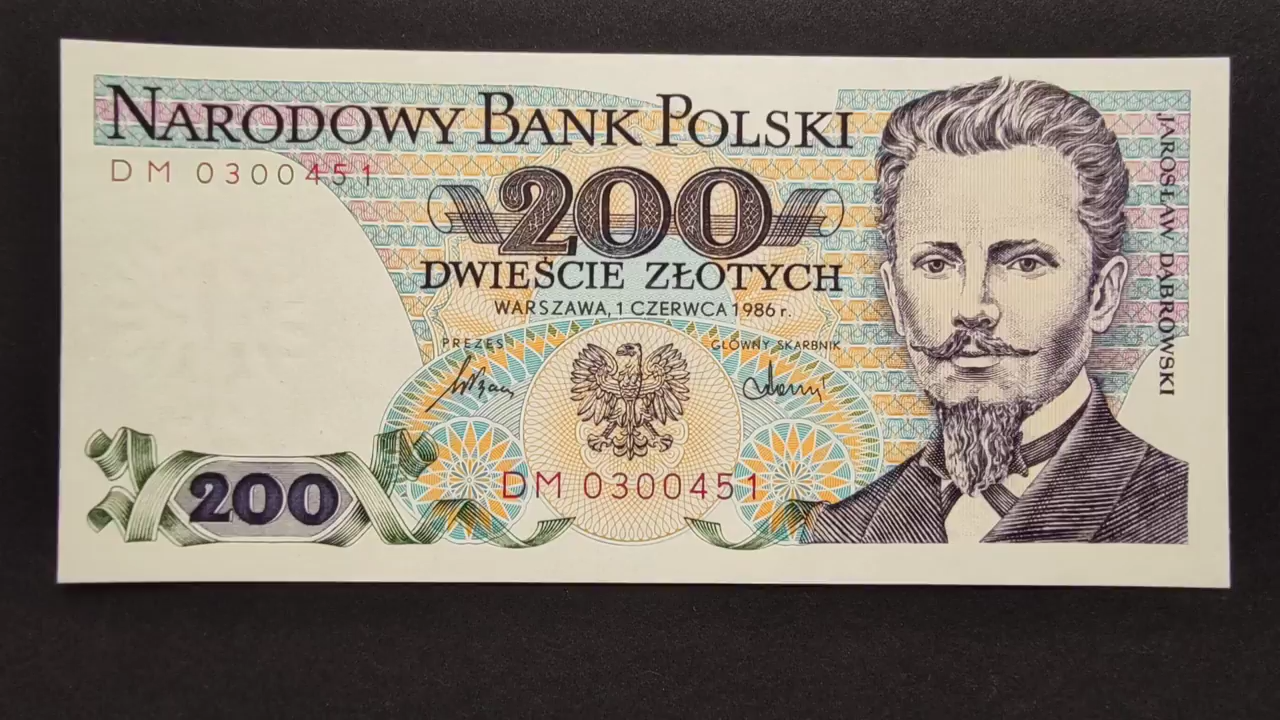 NARODOWY BANK POLSKI
DM 0300451
200
DWIEŚCIE ZŁOTYCH
WARSZAWA, 1 CZERWCA 1986 r.
PREZES
GŁÓWNY SKARBNIK
DM 0300451
200
JAROSŁAW DĄBROWSKI